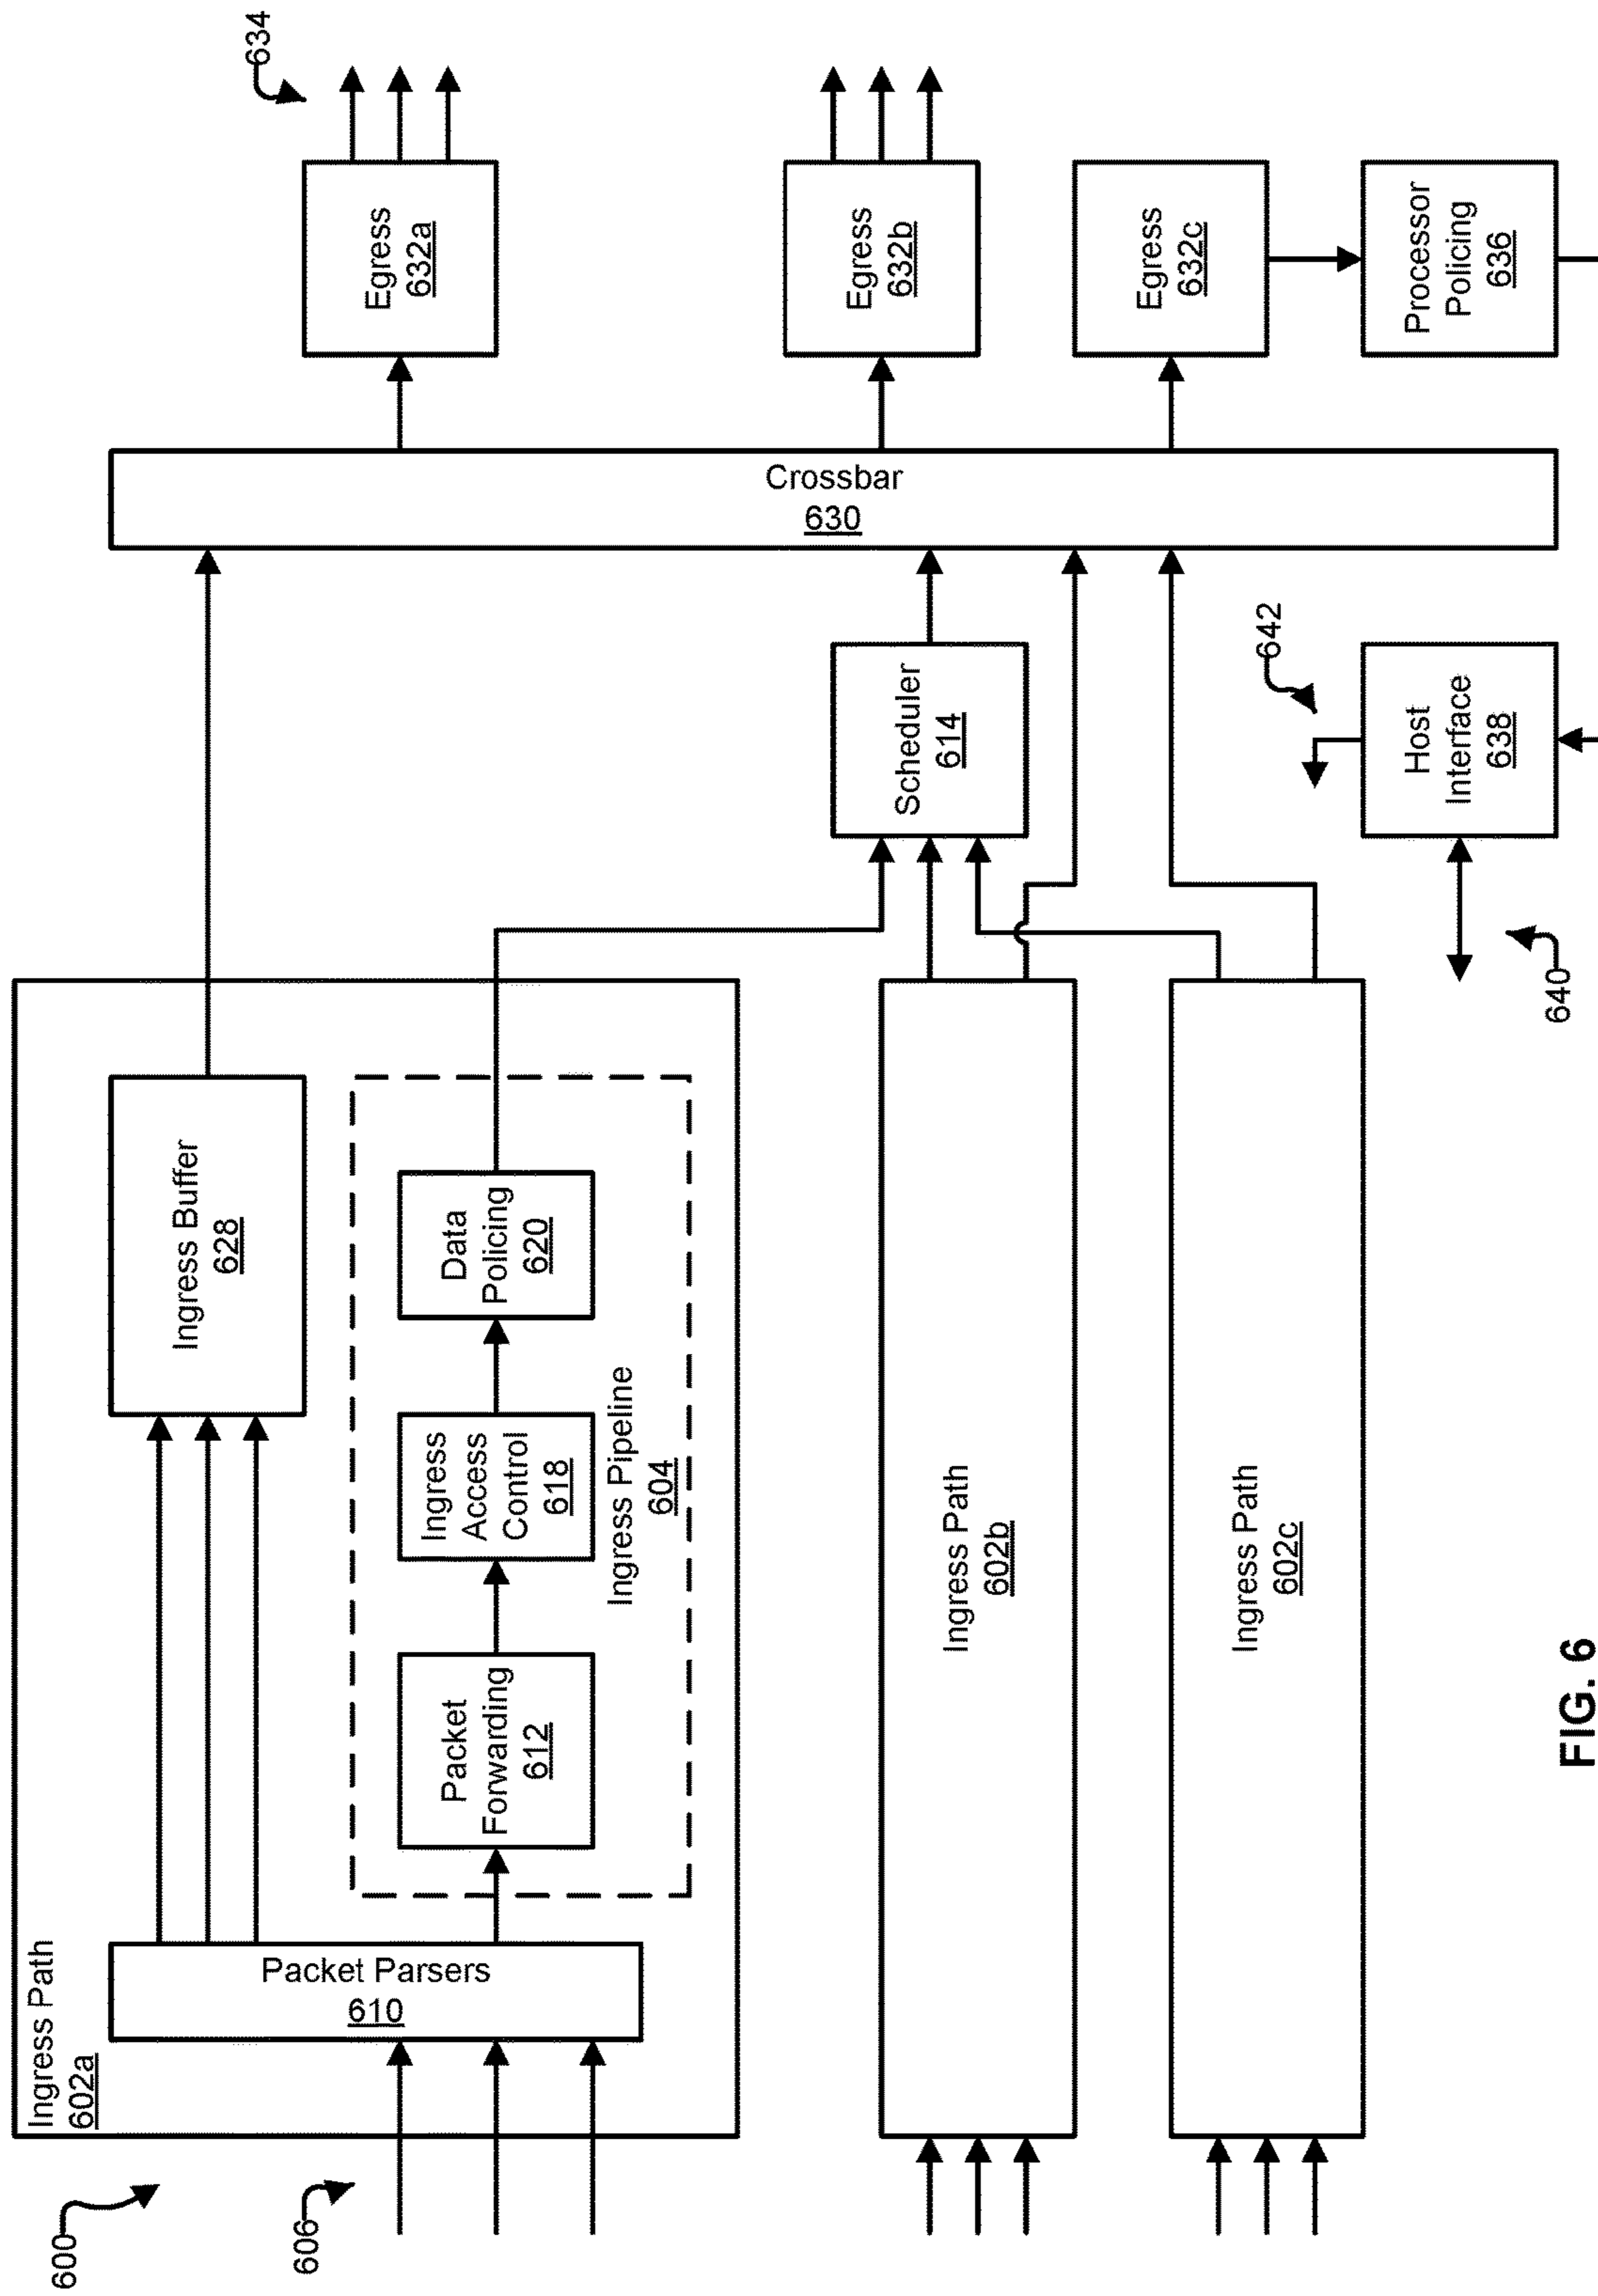 600
606
Ingress Path
602a
Packet Parsers
610
Ingress Buffer
628
Packet
Forwarding
612
Ingress
Access
Control
618
Data
Policing
620
Ingress Pipeline
604
Ingress Path
602b
Ingress Path
602c
Scheduler
614
Crossbar
630
Egress
632a
634
Egress
632b
Egress
632c
Processor
Policing
636
Host
Interface
638
640
642
FIG. 6